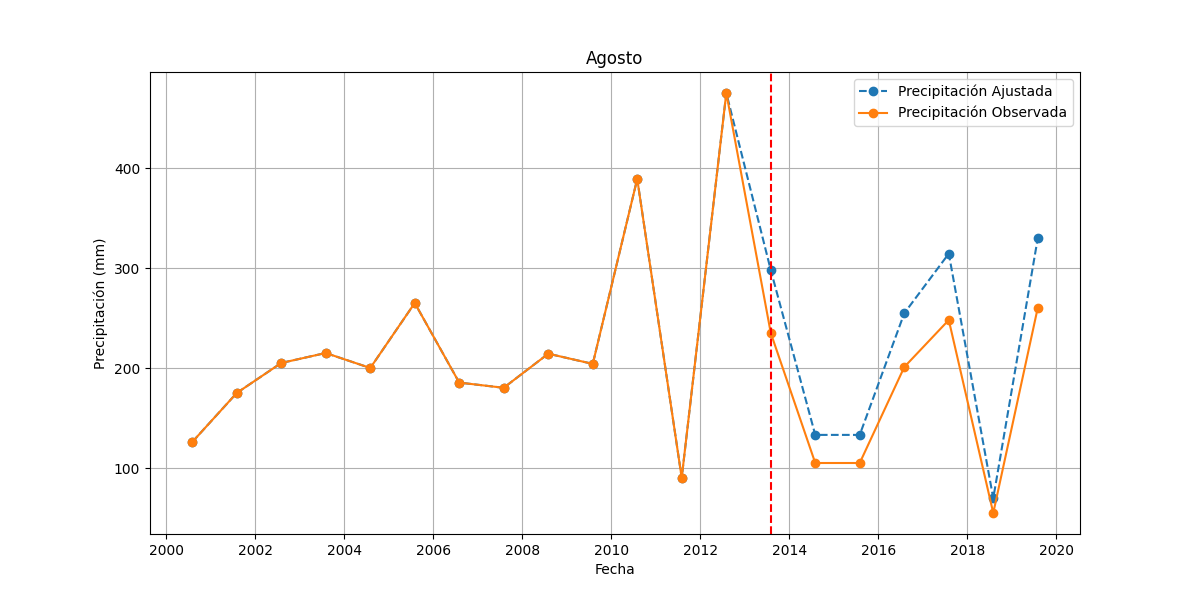 Agosto
Precipitación Ajustada
Precipitación Observada
Precipitación (mm)
400
300
200
100
2000 2002 2004 2006 2008 2010 2012 2014 2016 2018 2020
Fecha